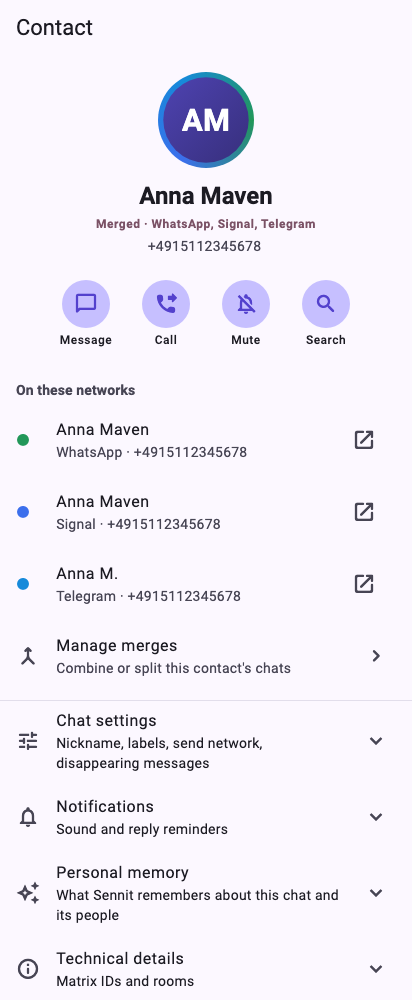 Contact
AM
Anna Maven
Merged · WhatsApp, Signal, Telegram
+4915112345678
Message
Call
Mute
Search
On these networks
Anna Maven
WhatsApp · +4915112345678
Anna Maven
Signal · +4915112345678
Anna M.
Telegram · +4915112345678
Manage merges
Combine or split this contact's chats
Chat settings
Nickname, labels, send network,
disappearing messages
Notifications
Sound and reply reminders
Personal memory
What Sennit remembers about this chat and
its people
Technical details
Matrix IDs and rooms